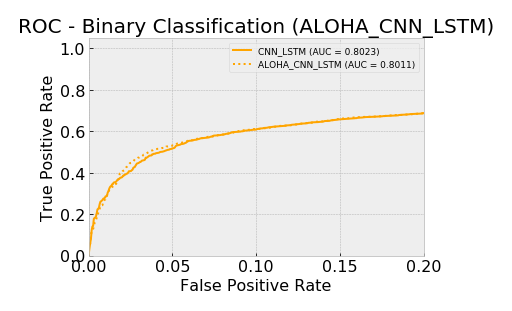 ROC - Binary Classification (ALOHA_CNN_LSTM)
CNN_LSTM (AUC = 0.8023)
ALOHA_CNN_LSTM (AUC = 0.8011)
True Positive Rate
1.0
0.8
0.6
0.4
0.2
0.0
0.00 0.05 0.10 0.15 0.20
False Positive Rate